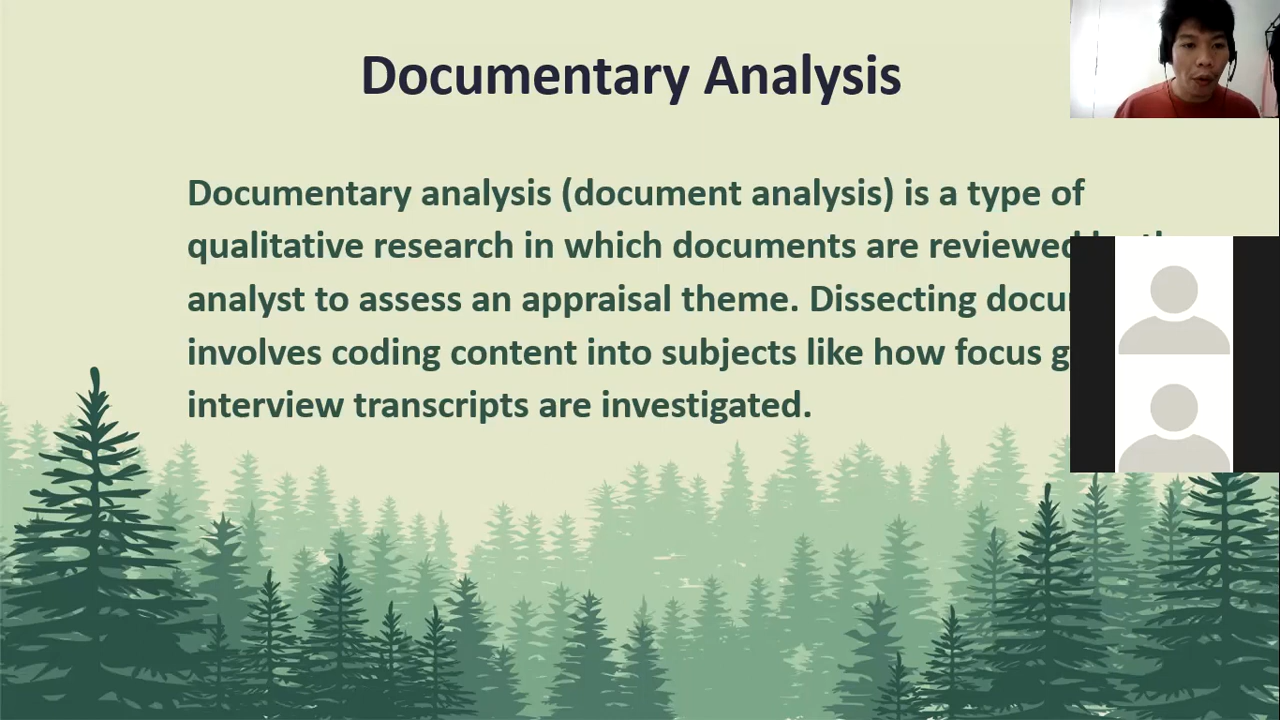 Documentary Analysis
Documentary analysis (document analysis) is a type of
qualitative research in which documents are reviewed
analyst to assess an appraisal theme. Dissecting
involves coding content into subjects like how focus
interview transcripts are investigated.